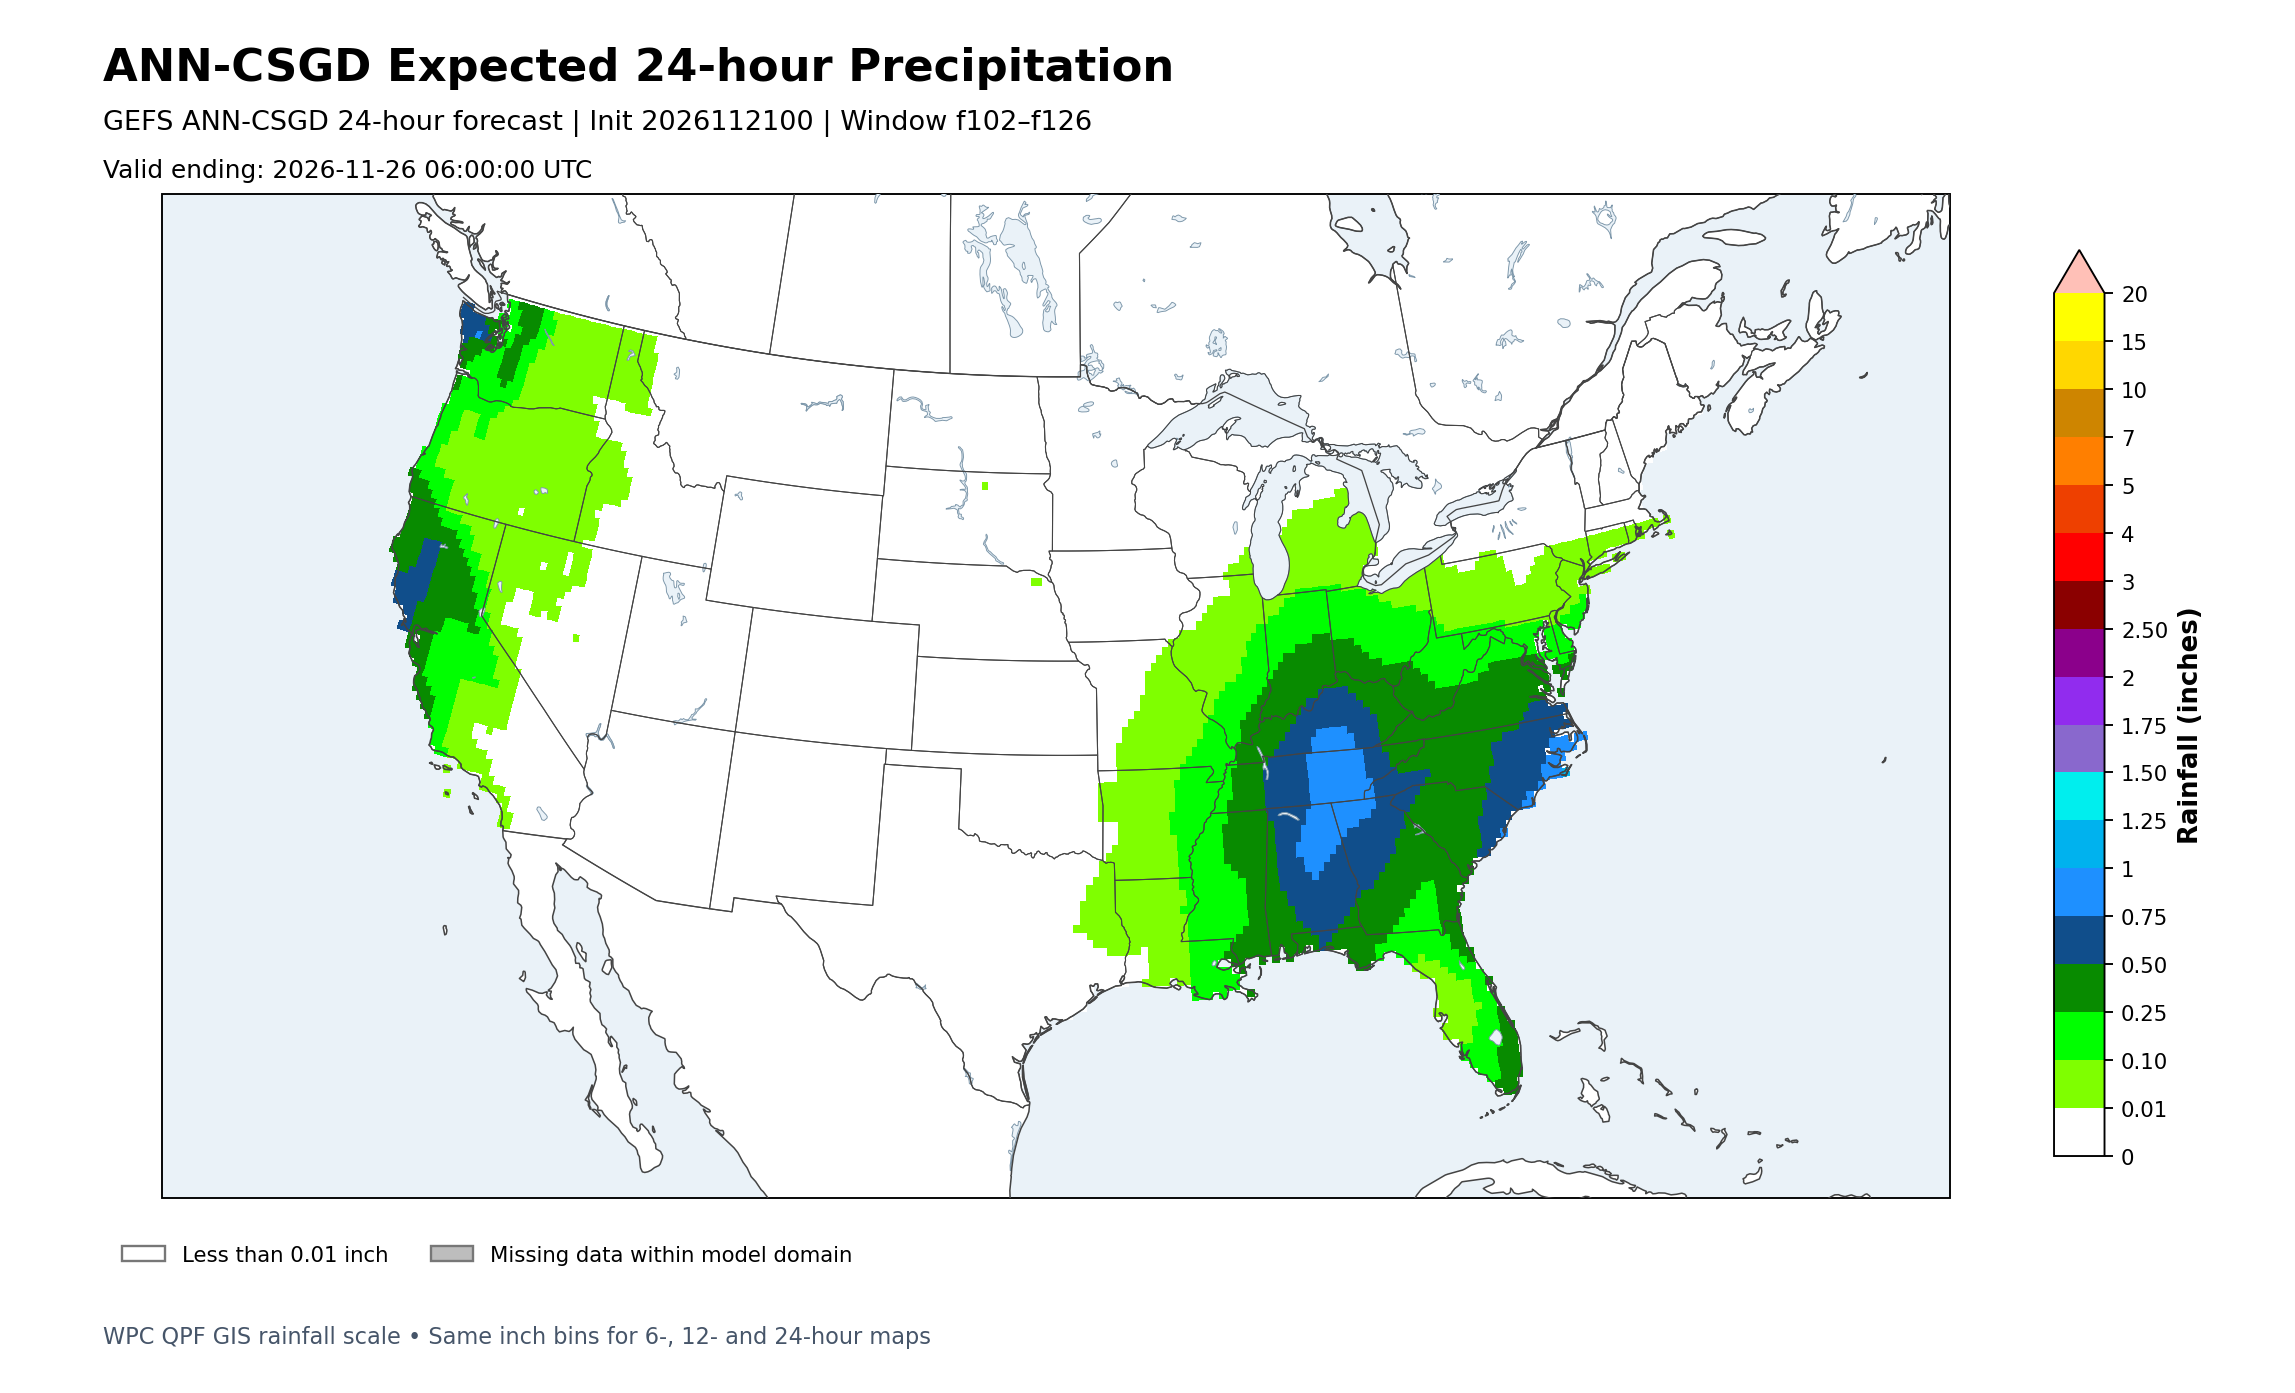 ANN-CSGD Expected 24-hour Precipitation
GEFS ANN-CSGD 24-hour forecast | Init 2026112100 | Window f102–f126
Valid ending: 2026-11-26 06:00:00 UTC
20
15
10
7
5
4
3
2.50
2
1.75
1.50
1.25
1
0.75
0.50
0.25
0.10
0.01
0
Rainfall (inches)
Less than 0.01 inch
Missing data within model domain
WPC QPF GIS rainfall scale • Same inch bins for 6-, 12- and 24-hour maps